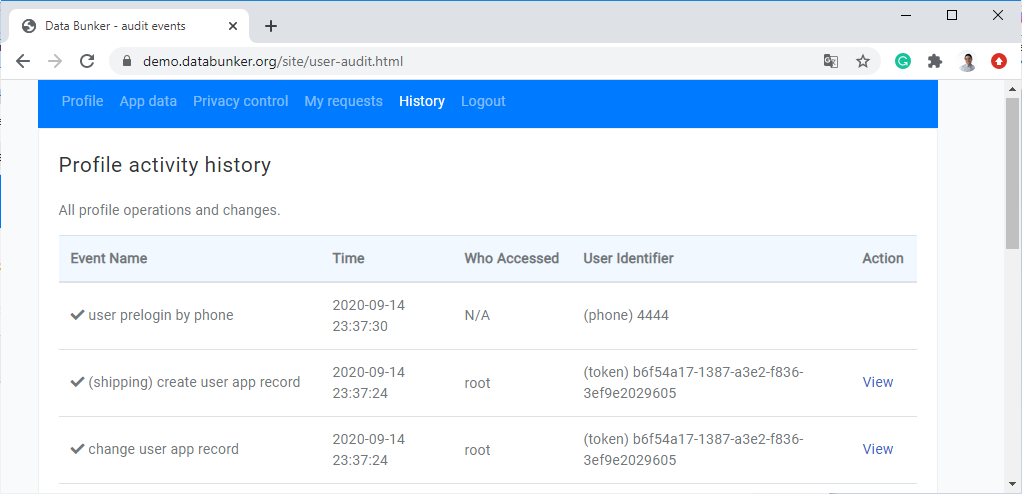 Data Bunker - audit events
demo.databunker.org/site/user-audit.html
Profile App data Privacy control My requests History Logout
Profile activity history
All profile operations and changes.
Event Name Time Who Accessed User Identifier Action
user prelogin by phone 2020-09-14 23:37:30 N/A (phone) 4444
(shipping) create user app record 2020-09-14 23:37:24 root (token) b6f54a17-1387-a3e2-f836-3ef9e2029605 View
change user app record 2020-09-14 23:37:24 root (token) b6f54a17-1387-a3e2-f836-3ef9e2029605 View